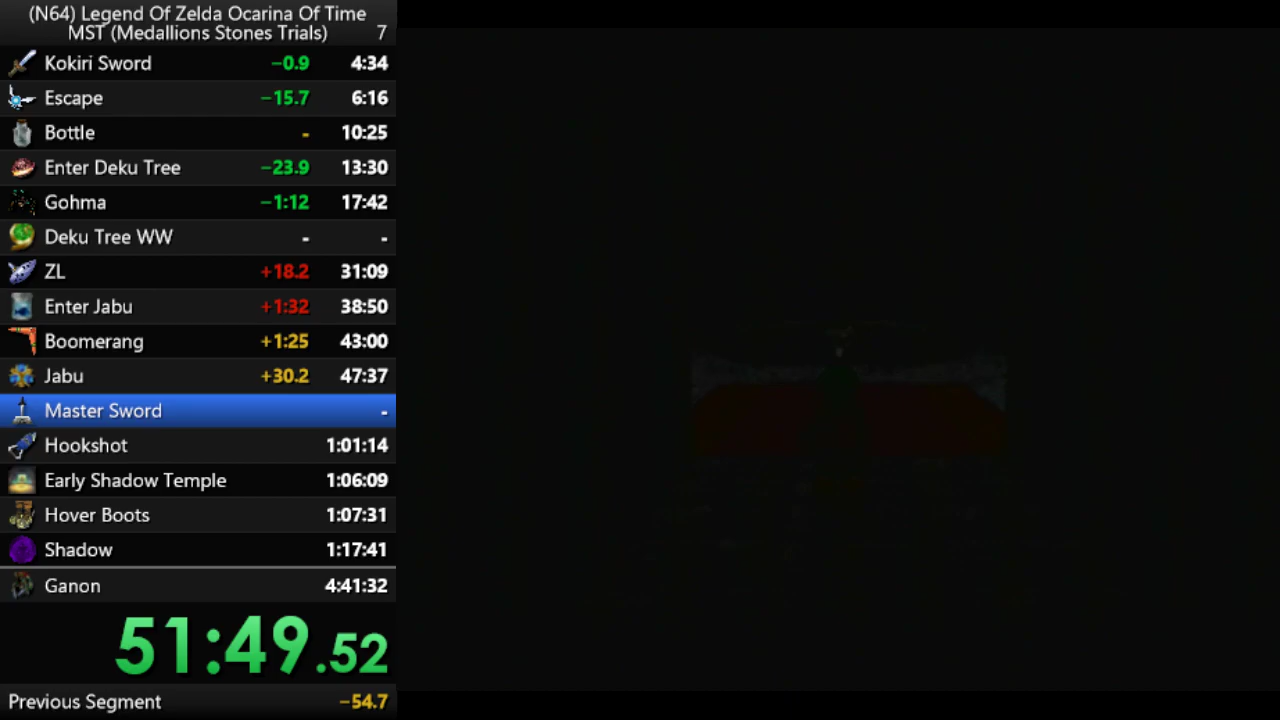 (N64) Legend Of Zelda Ocarina Of Time
MST (Medallions Stones Trials) 7
Kokiri Sword −0.9 4:34
Escape −15.7 6:16
Bottle - 10:25
Enter Deku Tree −23.9 13:30
Gohma −1:12 17:42
Deku Tree WW - -
ZL +18.2 31:09
Enter Jabu +1:32 38:50
Boomerang +1:25 43:00
Jabu +30.2 47:37
Master Sword -
Hookshot 1:01:14
Early Shadow Temple 1:06:09
Hover Boots 1:07:31
Shadow 1:17:41
Ganon 4:41:32
51:49.52
Previous Segment −54.7